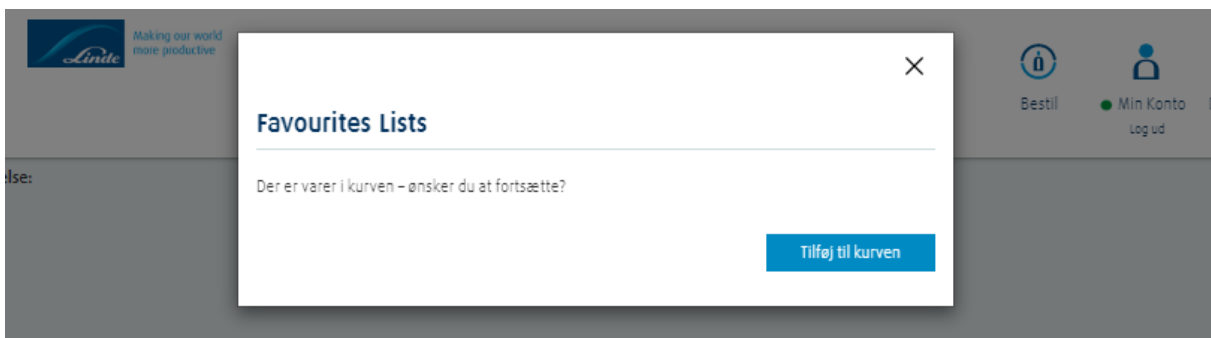 Making our world
more productive
Linde
Bestil
Min Konto
Log ud
Favourites Lists
Der er varer i kurven – ønsker du at fortsætte?
Tilføj til kurven
else: